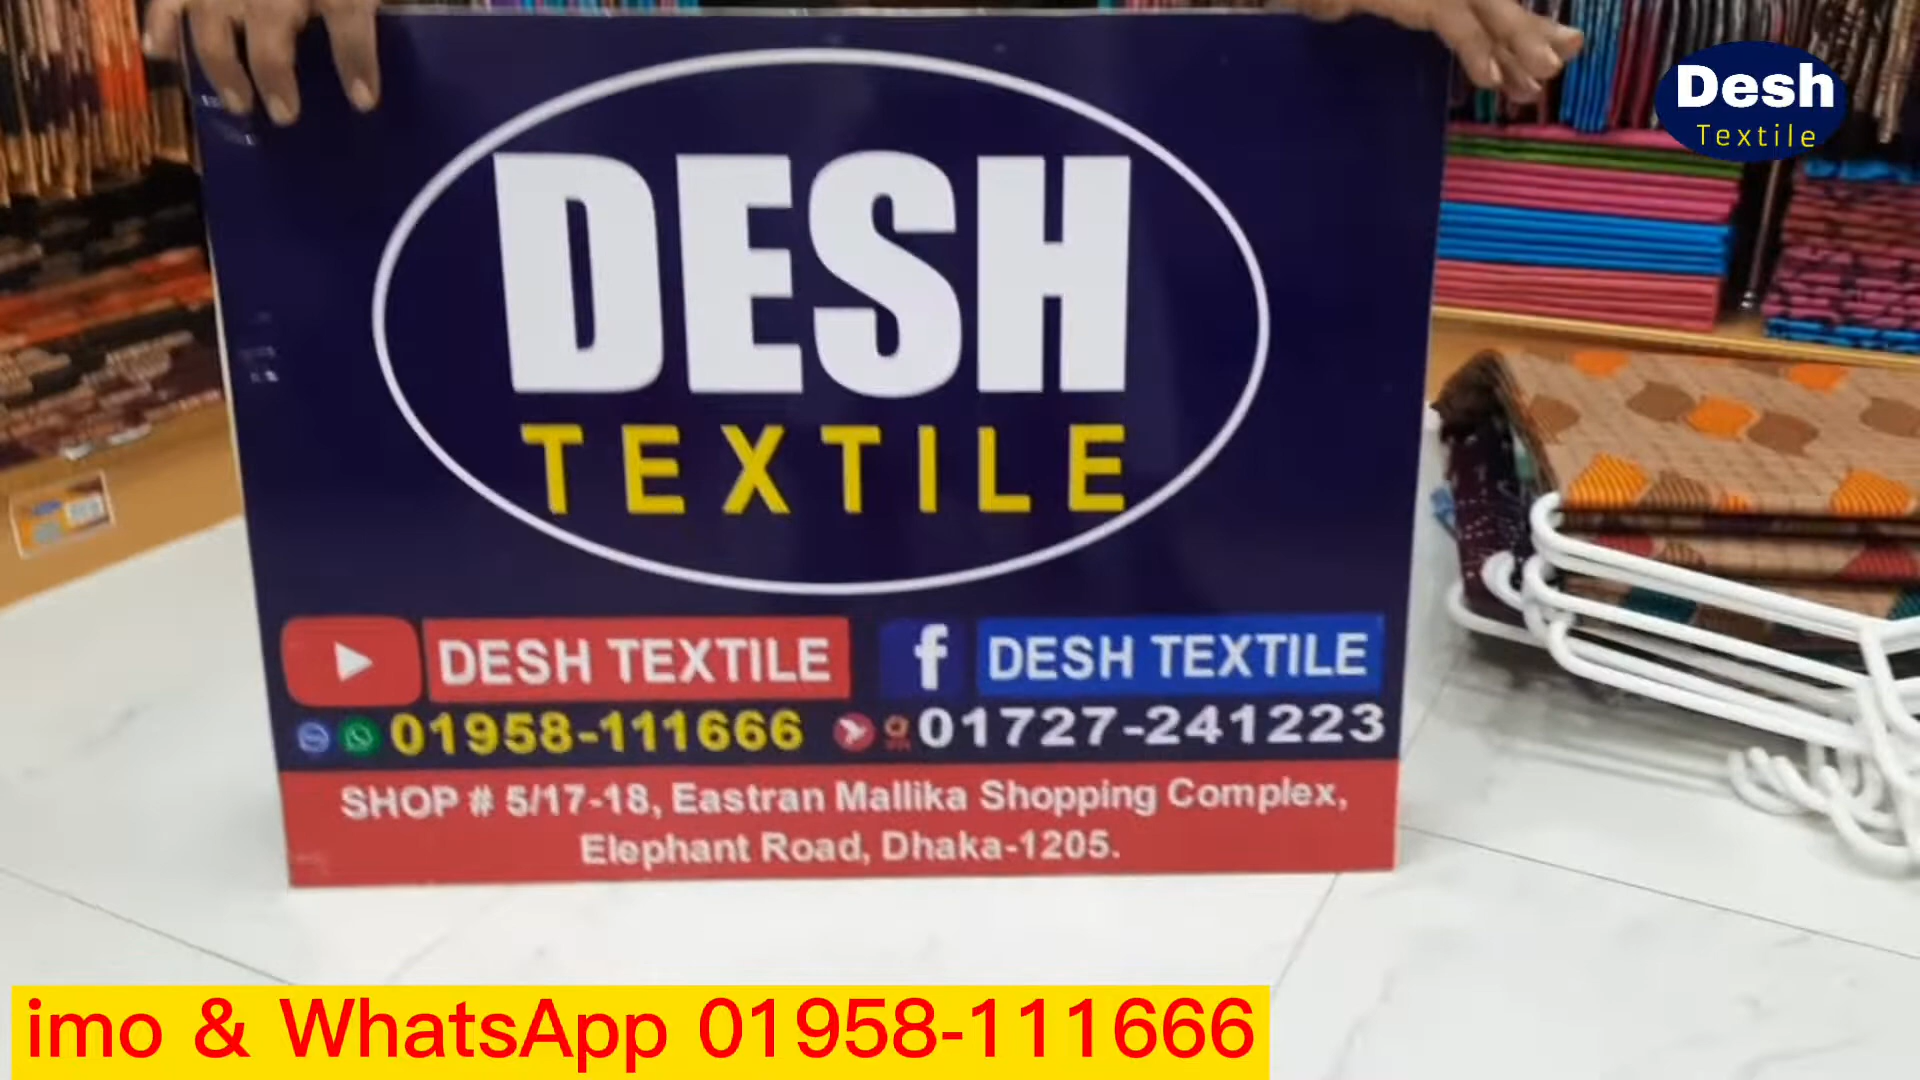 Desh
Textile
DESH
TEXTILE
DESH TEXTILE
DESH TEXTILE
01958-111666
01727-241223
SHOP # 5/17-18, Eastran Mallika Shopping Complex,
Elephant Road, Dhaka-1205.
imo & WhatsApp 01958-111666